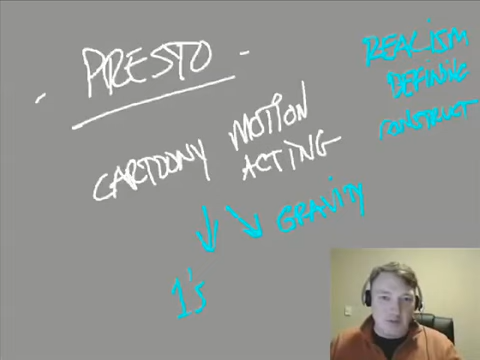 - PRESTO -
CARTOONY MOTION
ACTING
GRAVITY
1's
REALISM
DEFINING
CONSTRUCT